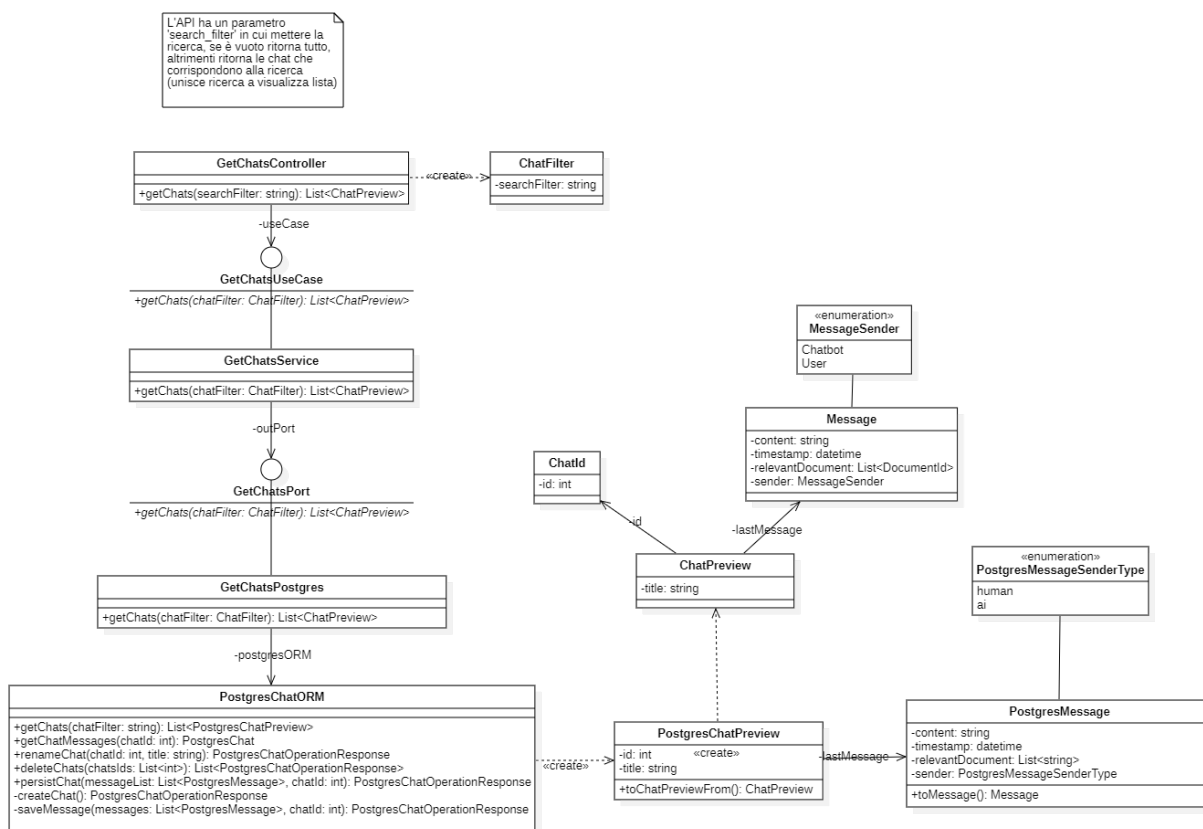 L'API ha un parametro
'search_filter' in cui mettere la
ricerca, se è vuoto ritorna tutto,
altrimenti ritorna le chat che
corrispondono alla ricerca
(unisce ricerca a visualizza lista)
GetChatsController
+getChats(searchFilter: string): List<ChatPreview>
«create»
ChatFilter
-searchFilter: string
-useCase
GetChatsUseCase
+getChats(chatFilter: ChatFilter): List<ChatPreview>
GetChatsService
+getChats(chatFilter: ChatFilter): List<ChatPreview>
-outPort
GetChatsPort
+getChats(chatFilter: ChatFilter): List<ChatPreview>
GetChatsPostgres
+getChats(chatFilter: ChatFilter): List<ChatPreview>
-postgresORM
PostgresChatORM
+getChats(chatFilter: string): List<PostgresChatPreview>
+getChatMessages(chatId: int): PostgresChat
+renameChat(chatId: int, title: string): PostgresChatOperationResponse
+deleteChats(chatsIds: List<int>): List<PostgresChatOperationResponse>
+persistChat(messageList: List<PostgresMessage>, chatId: int): PostgresChatOperationResponse
-createChat(): PostgresChatOperationResponse
-saveMessage(messages: List<PostgresMessage>, chatId: int): PostgresChatOperationResponse
«create»
«enumeration»
MessageSender
Chatbot
User
Message
-content: string
-timestamp: datetime
-relevantDocument: List<DocumentId>
-sender: MessageSender
ChatId
-id: int
-id
-lastMessage
ChatPreview
-title: string
«create»
PostgresChatPreview
-id: int
-title: string
+toChatPreviewFrom(): ChatPreview
-lastMessage
«enumeration»
PostgresMessageSenderType
human
ai
PostgresMessage
-content: string
-timestamp: datetime
-relevantDocument: List<string>
-sender: PostgresMessageSenderType
+toMessage(): Message